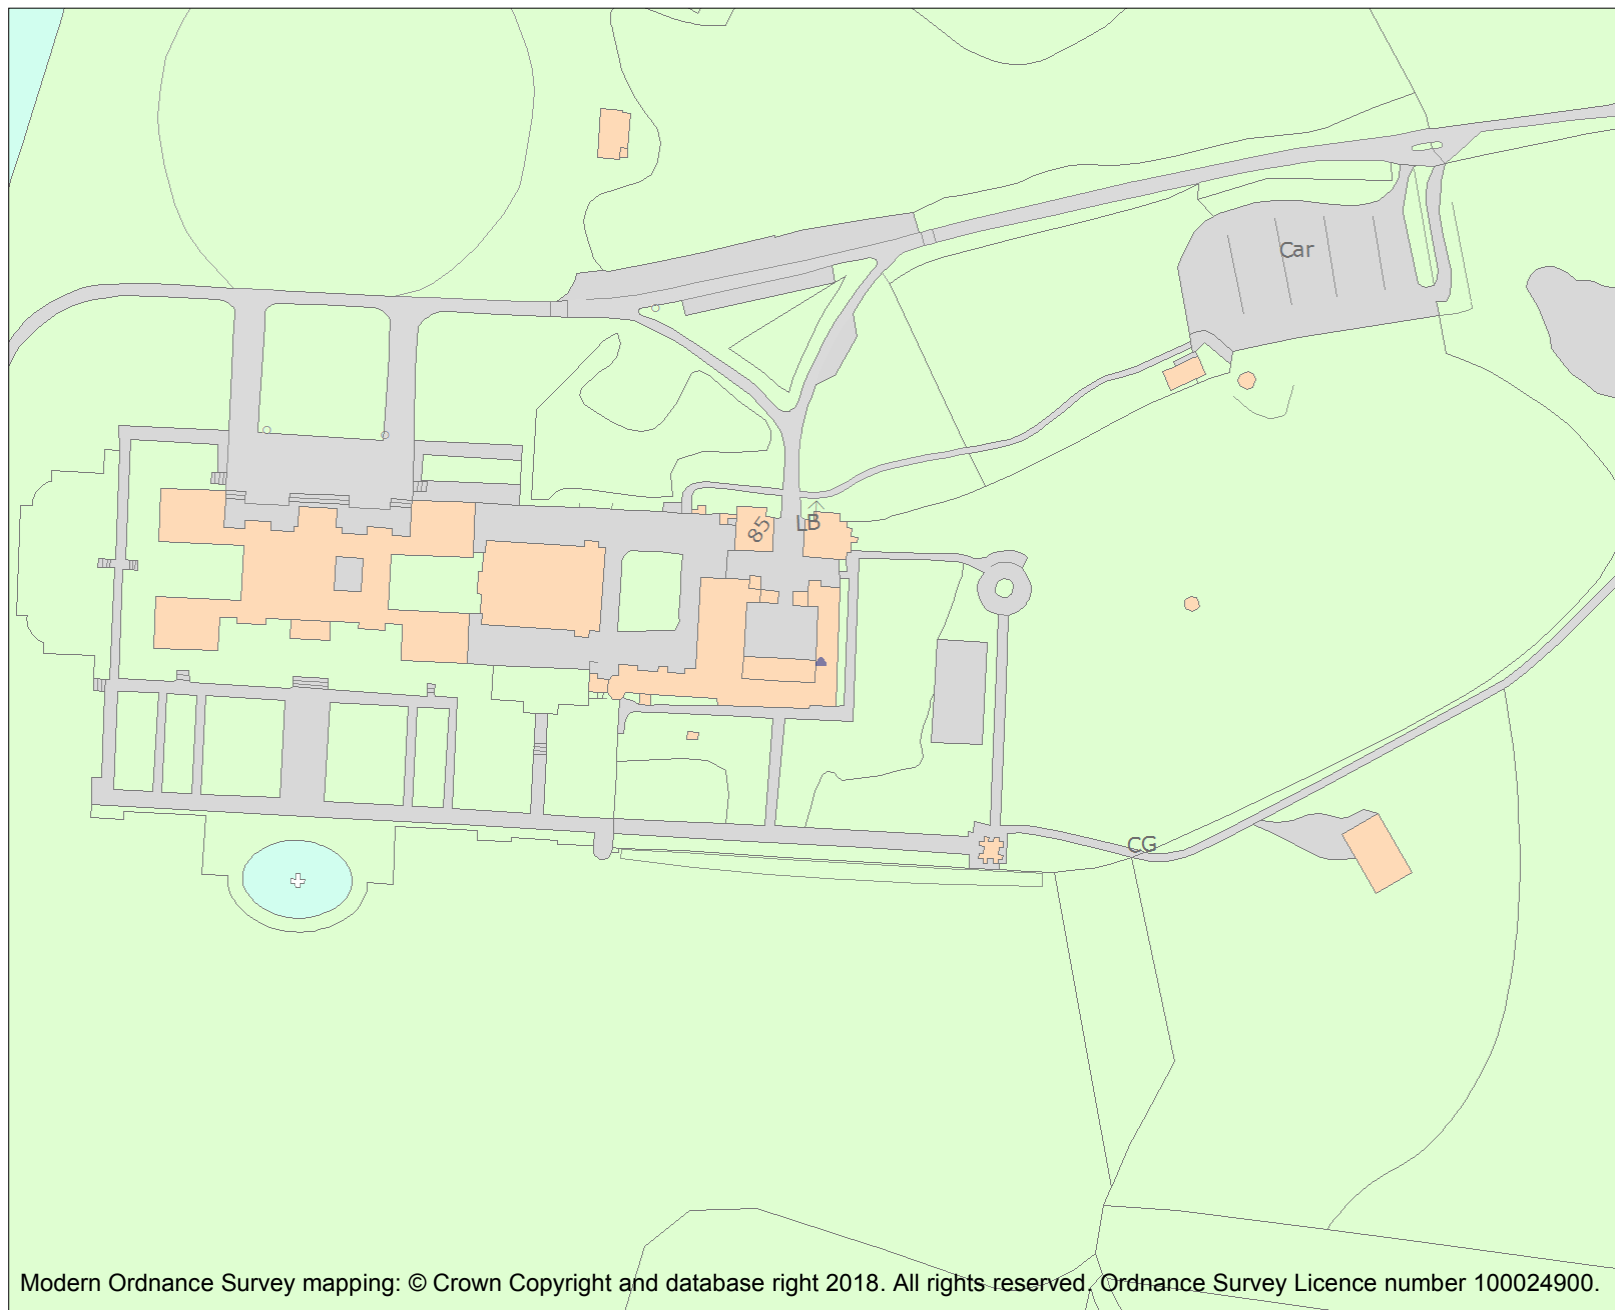 Car
85
LB
CG
Modern Ordnance Survey mapping: © Crown Copyright and database right 2018. All rights reserved. Ordnance Survey Licence number 100024900.